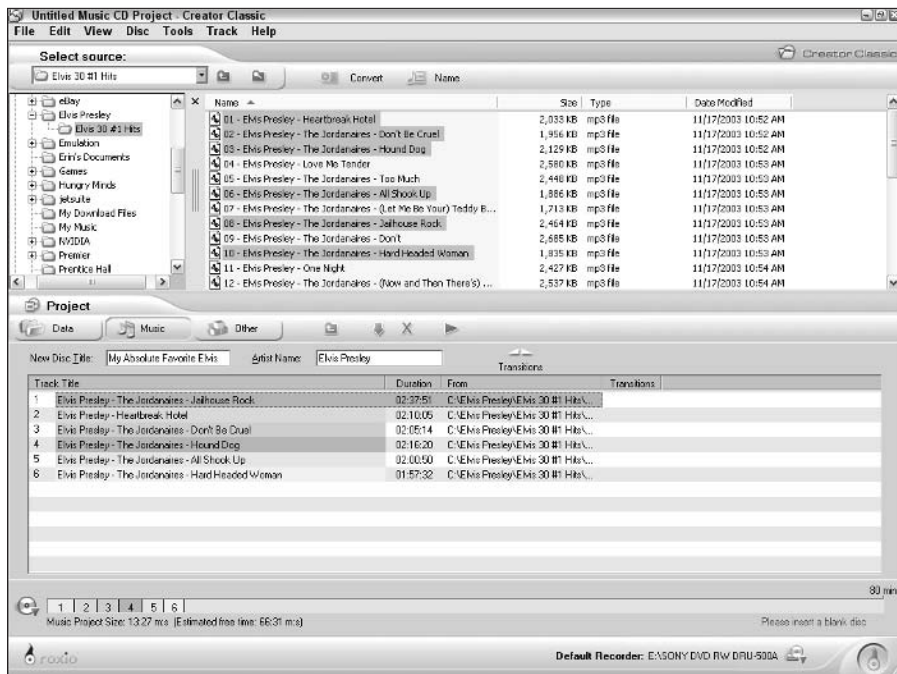 Untitled Music CD Project - Creator Classic
File Edit View Disc Tools Track Help
Select source:
Creator Classic
Elvis 30 #1 Hits
Convert
Name
eBay
Elvis Presley
Elvis 30 #1 Hits
Emulation
Erin's Documents
Games
Hungry Minds
jetsuite
My Download Files
My Music
NVIDIA
Premier
Prentice Hall
Name Size Type Date Modified
01 - Elvis Presley - Heartbreak Hotel 2,033 KB mp3 file 11/17/2003 10:52 AM
02 - Elvis Presley - The Jordanaires - Don't Be Cruel 1,956 KB mp3 file 11/17/2003 10:52 AM
03 - Elvis Presley - The Jordanaires - Hound Dog 2,129 KB mp3 file 11/17/2003 10:52 AM
04 - Elvis Presley - Love Me Tender 2,580 KB mp3 file 11/17/2003 10:53 AM
05 - Elvis Presley - Too Much 2,448 KB mp3 file 11/17/2003 10:53 AM
06 - Elvis Presley - The Jordanaires - All Shook Up 1,886 KB mp3 file 11/17/2003 10:53 AM
07 - Elvis Presley - The Jordanaires - (Let Me Be Your) Teddy B... 1,713 KB mp3 file 11/17/2003 10:53 AM
08 - Elvis Presley - The Jordanaires - Jailhouse Rock 2,464 KB mp3 file 11/17/2003 10:53 AM
09 - Elvis Presley - The Jordanaires - Don't 2,685 KB mp3 file 11/17/2003 10:53 AM
10 - Elvis Presley - The Jordanaires - Hard Headed Woman 1,835 KB mp3 file 11/17/2003 10:53 AM
11 - Elvis Presley - One Night 2,427 KB mp3 file 11/17/2003 10:54 AM
12 - Elvis Presley - The Jordanaires - (Now and Then There's) ... 2,537 KB mp3 file 11/17/2003 10:54 AM
Project
Data Music Other
New Disc Title: My Absolute Favorite Elvis Artist Name: Elvis Presley
Transitions
Track Title Duration From Transitions
1 Elvis Presley - The Jordanaires - Jailhouse Rock 02:37:51 C:\Elvis Presley\Elvis 30 #1 Hits\...
2 Elvis Presley - Heartbreak Hotel 02:10:05 C:\Elvis Presley\Elvis 30 #1 Hits\...
3 Elvis Presley - The Jordanaires - Don't Be Cruel 02:05:14 C:\Elvis Presley\Elvis 30 #1 Hits\...
4 Elvis Presley - The Jordanaires - Hound Dog 02:16:20 C:\Elvis Presley\Elvis 30 #1 Hits\...
5 Elvis Presley - The Jordanaires - All Shook Up 02:00:50 C:\Elvis Presley\Elvis 30 #1 Hits\...
6 Elvis Presley - The Jordanaires - Hard Headed Woman 01:57:32 C:\Elvis Presley\Elvis 30 #1 Hits\...
80 min
1 2 3 4 5 6
Music Project Size: 13:27 m:s (Estimated free time: 66:31 m:s)
Please insert a blank disc
roxio
Default Recorder: E:\SONY DVD RW DRU-500A